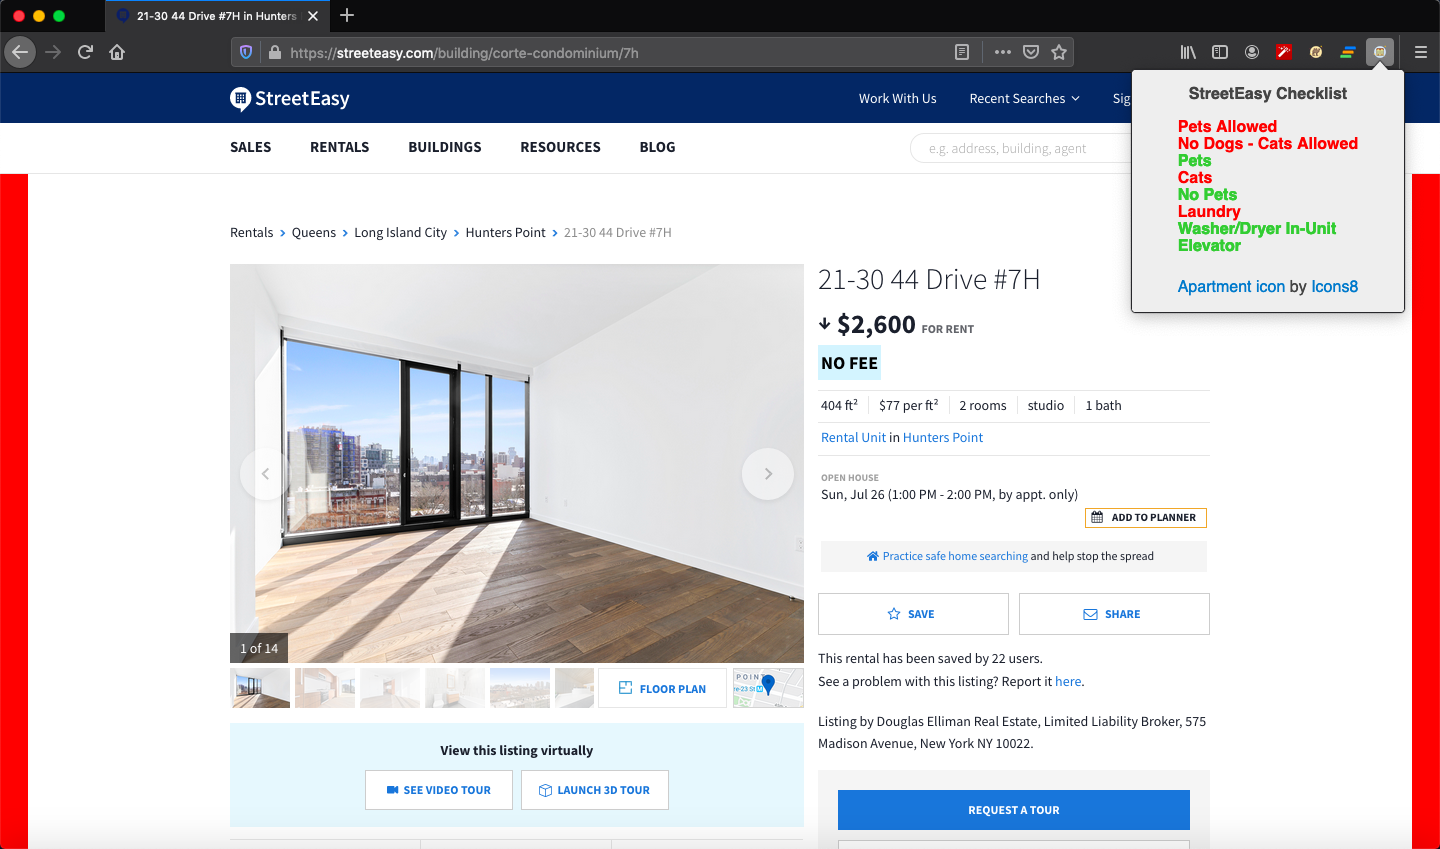 21-30 44 Drive #7H in Hunters
https://streeteasy.com/building/corte-condominium/7h
StreetEasy
Work With Us
Recent Searches
Sig
StreetEasy Checklist
Pets Allowed
No Dogs - Cats Allowed
Pets
Cats
No Pets
Laundry
Washer/Dryer In-Unit
Elevator
Apartment icon by Icons8
SALES
RENTALS
BUILDINGS
RESOURCES
BLOG
e.g. address, building, agent
Rentals > Queens > Long Island City > Hunters Point > 21-30 44 Drive #7H
21-30 44 Drive #7H
↓ $2,600 FOR RENT
NO FEE
404 ft² $77 per ft² 2 rooms studio 1 bath
Rental Unit in Hunters Point
OPEN HOUSE
Sun, Jul 26 (1:00 PM - 2:00 PM, by appt. only)
ADD TO PLANNER
Practice safe home searching and help stop the spread
SAVE
SHARE
This rental has been saved by 22 users.
See a problem with this listing? Report it here.
Listing by Douglas Elliman Real Estate, Limited Liability Broker, 575
Madison Avenue, New York NY 10022.
REQUEST A TOUR
1 of 14
FLOOR PLAN
POINT
re-23 St
View this listing virtually
SEE VIDEO TOUR
LAUNCH 3D TOUR